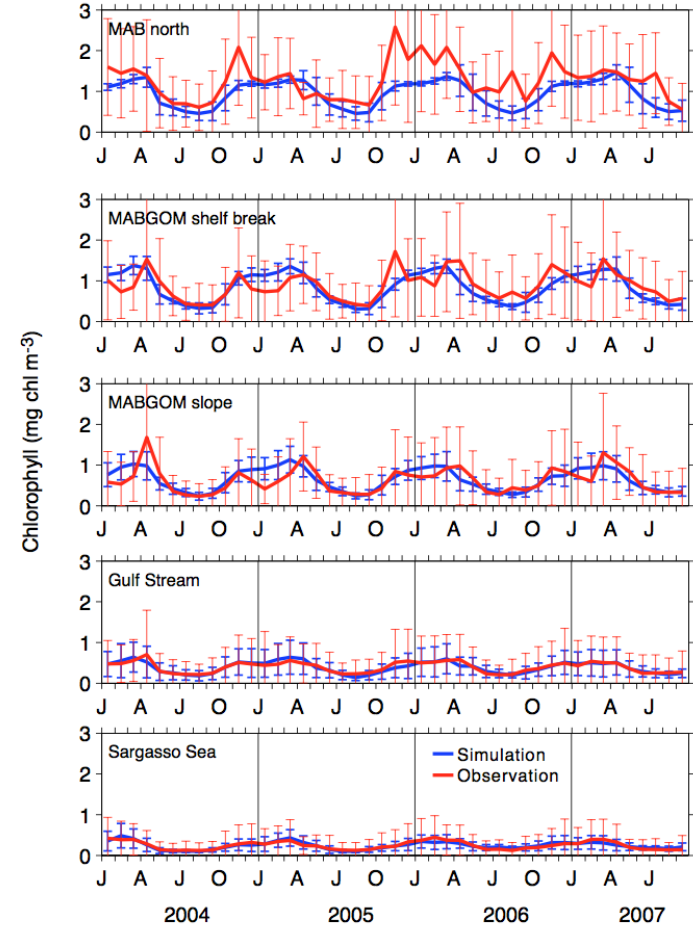 3
MAB north
2
1
0
J A J O J A J O J A J O J A J
3
MABGOM shelf break
2
1
0
J A J O J A J O J A J O J A J
3
MABGOM slope
2
1
0
J A J O J A J O J A J O J A J
3
Gulf Stream
2
1
0
J A J O J A J O J A J O J A J
3
Sargasso Sea
Simulation
2
Observation
1
0
J A J O J A J O J A J O J A J
2004 2005 2006 2007
Chlorophyll (mg chl m-3)